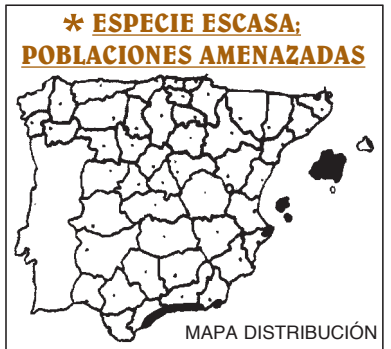 * ESPECIE ESCASA;
POBLACIONES AMENAZADAS
MAPA DISTRIBUCIÓN